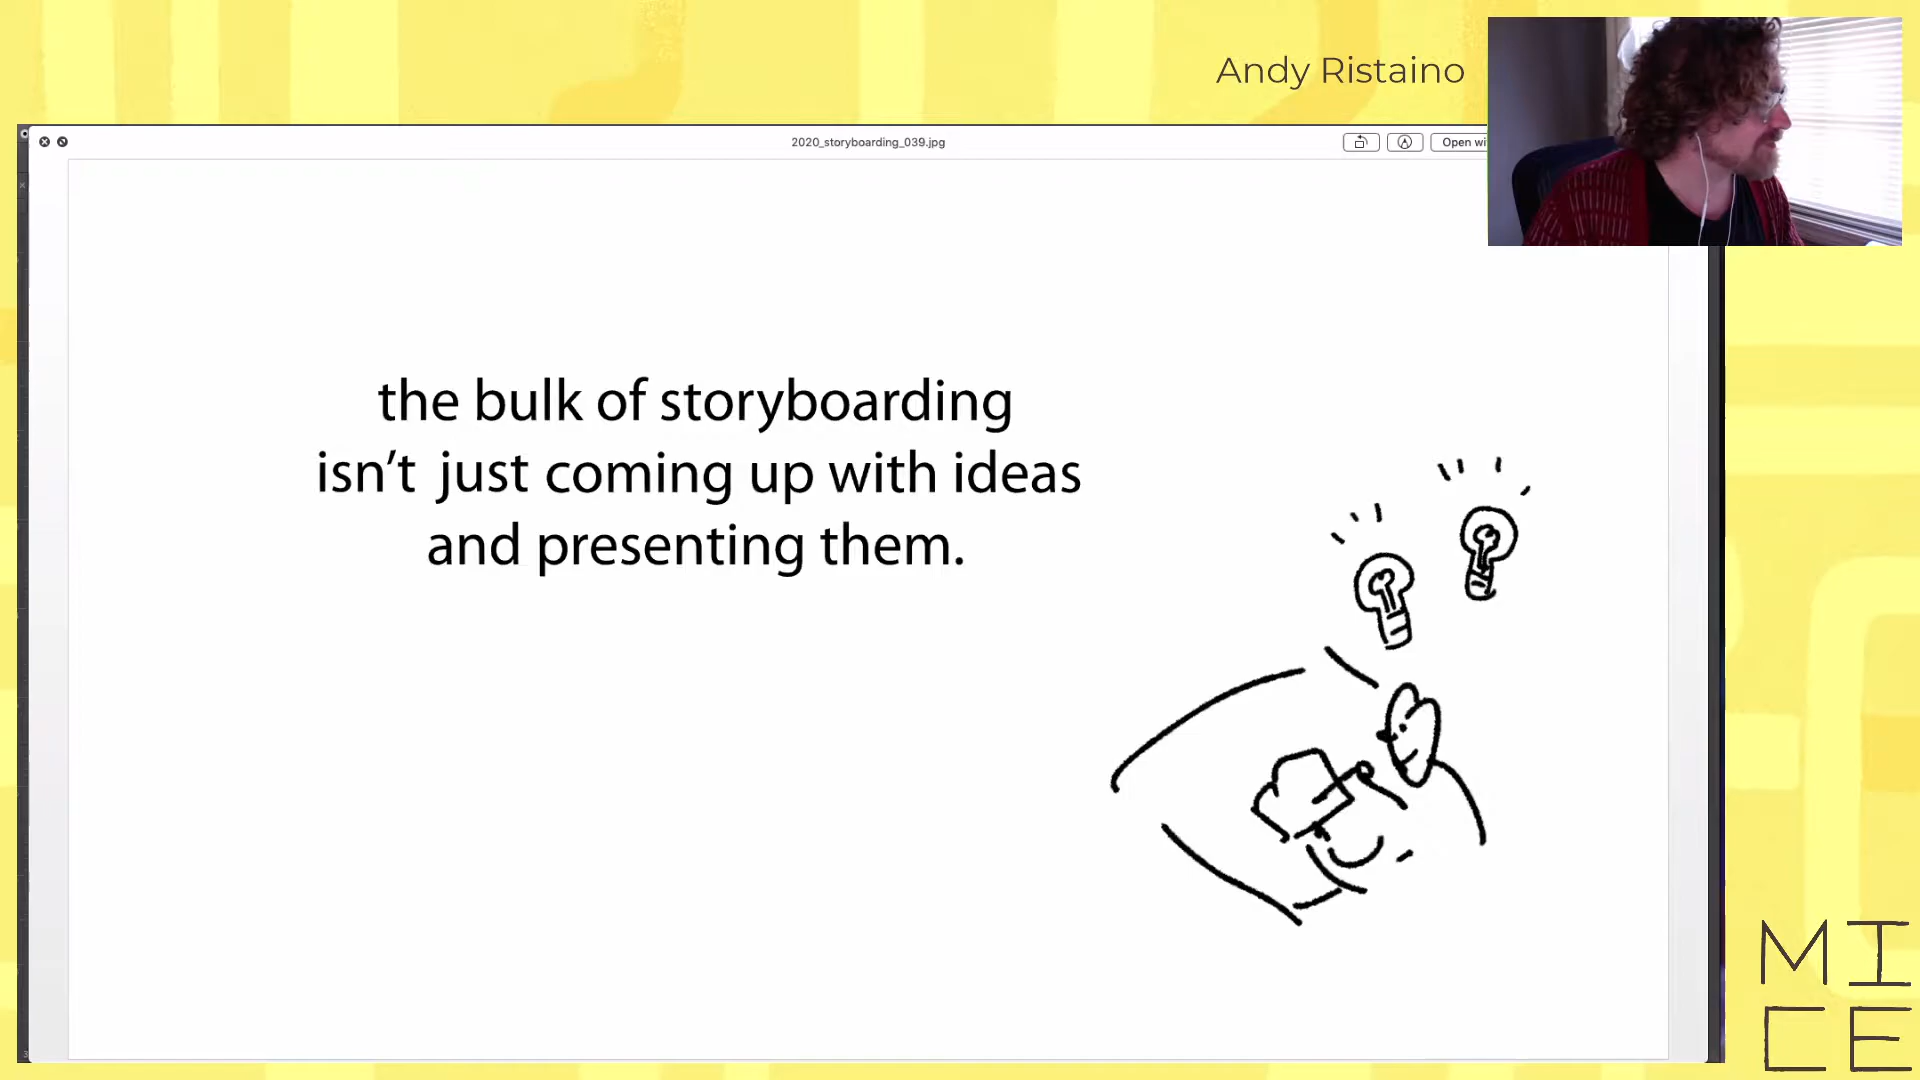 Andy Ristaino
2020_storyboarding_039.jpg
Open wi
the bulk of storyboarding
isn't just coming up with ideas
and presenting them.
MI
CE